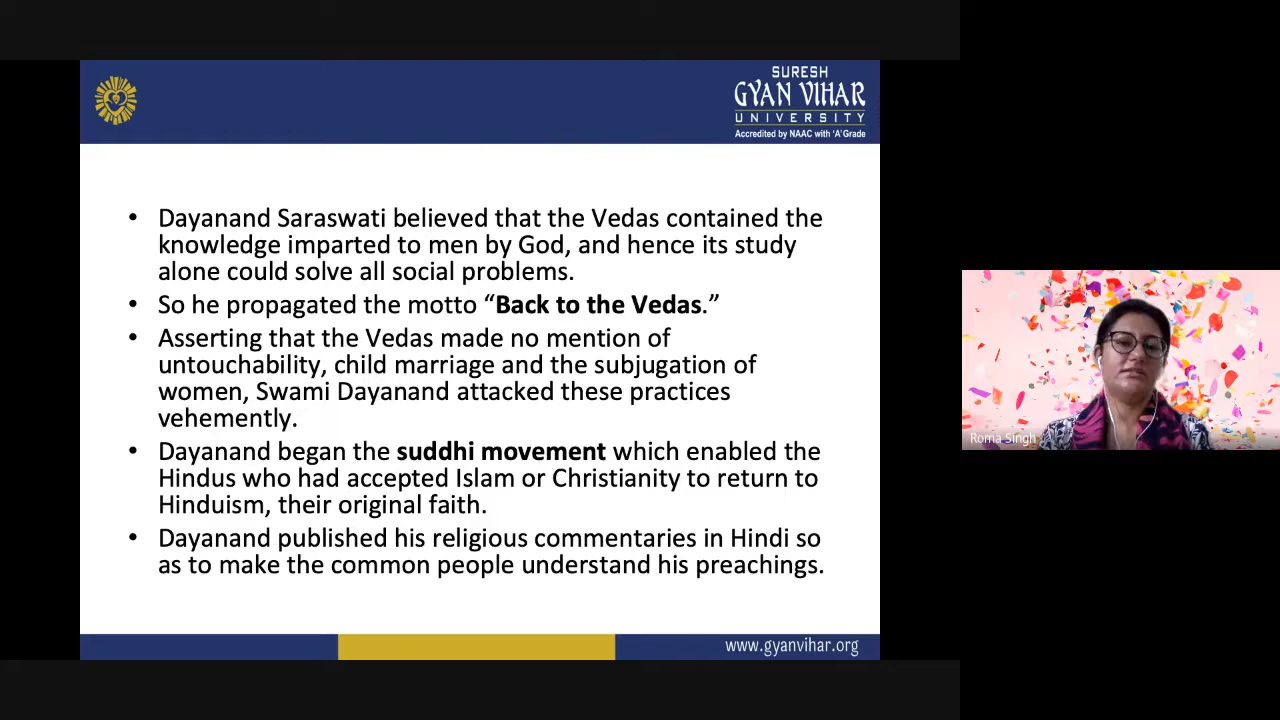 SURESH
GYAN VIHAR
UNIVERSITY
Accredited by NAAC with 'A' Grade
• Dayanand Saraswati believed that the Vedas contained the
knowledge imparted to men by God, and hence its study
alone could solve all social problems.
• So he propagated the motto “Back to the Vedas.”
• Asserting that the Vedas made no mention of
untouchability, child marriage and the subjugation of
women, Swami Dayanand attacked these practices
vehemently.
• Dayanand began the suddhi movement which enabled the
Hindus who had accepted Islam or Christianity to return to
Hinduism, their original faith.
• Dayanand published his religious commentaries in Hindi so
as to make the common people understand his preachings.
www.gyanvihar.org
Roma Singh